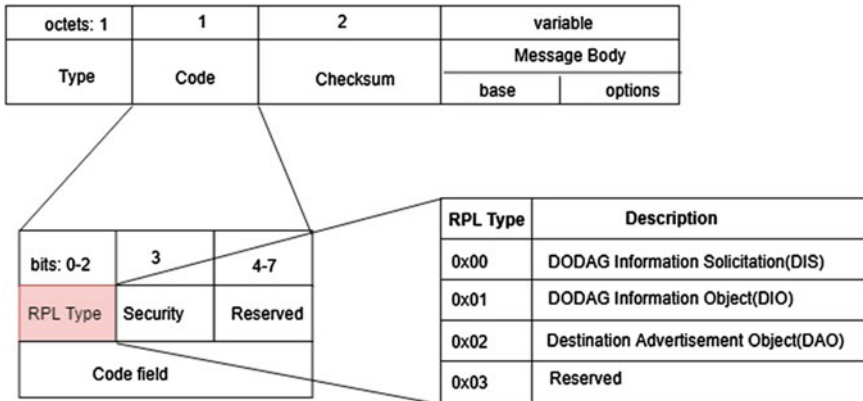 octets: 1 1 2 variable
Type Code Checksum Message Body
base options
bits: 0-2 3 4-7
RPL Type Security Reserved
Code field
RPL Type Description
0x00 DODAG Information Solicitation(DIS)
0x01 DODAG Information Object(DIO)
0x02 Destination Advertisement Object(DAO)
0x03 Reserved